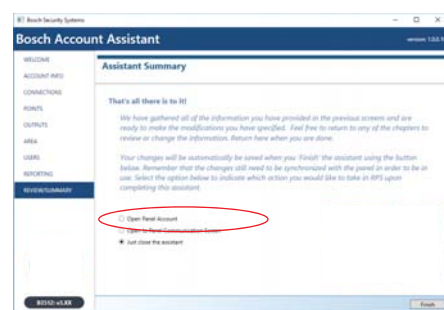 Bosch Security Systems
Bosch Account Assistant
WELCOME
ACCOUNT INFO
CONNECTIONS
POINTS
OUTPUTS
AREA
USERS
REPORTING
REVIEW/SUMMARY
Assistant Summary
That's all there is to it!
We have gathered all of the information you have provided in the previous screens and are
ready to make the modifications you have specified. Feel free to return to any of the chapters to
review or change the information. Return here when you are done.
Your changes will be automatically be saved when you 'Finish' the assistant using the button
below. Remember that the changes still need to be synchronized with the panel in order to be in
use. Select the option below to indicate which action you would like to take in RPS upon
completing this assistant.
Open Panel Account
Open to Panel Communication Screen
Just close the assistant
Finish